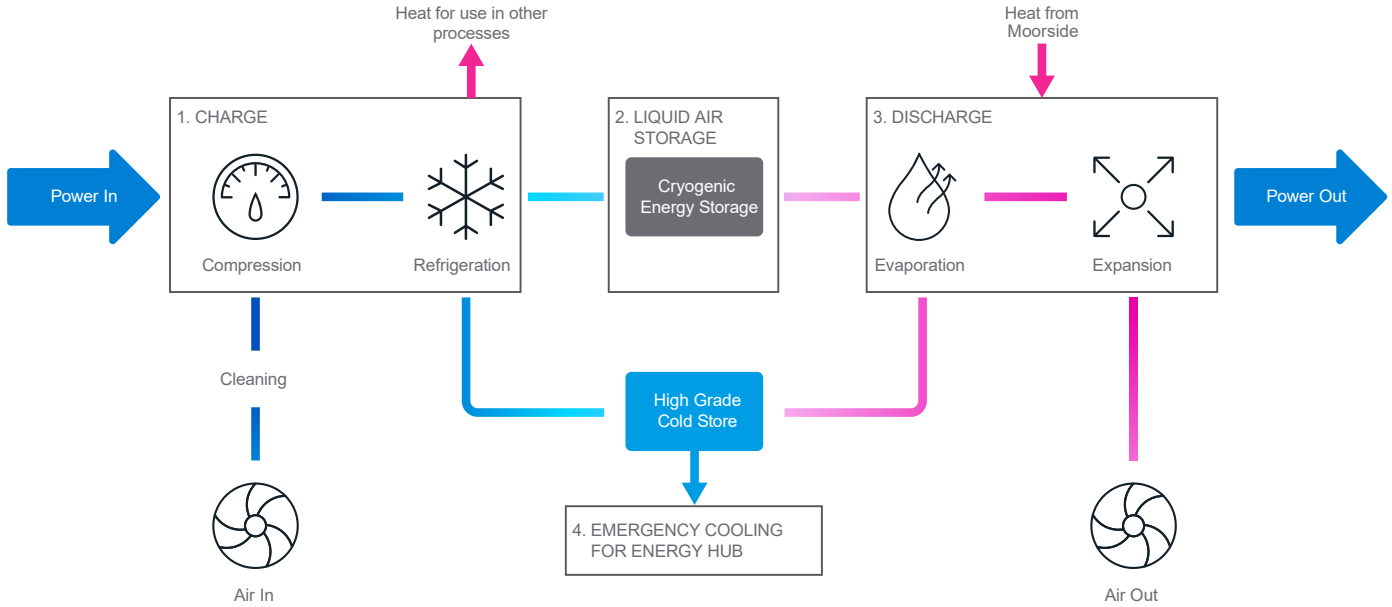 Heat for use in other
processes
Heat from
Moorside
1. CHARGE
2. LIQUID AIR
STORAGE
3. DISCHARGE
Power In
Cryogenic
Energy Storage
Power Out
Compression
Refrigeration
Evaporation
Expansion
Cleaning
High Grade
Cold Store
4. EMERGENCY COOLING
FOR ENERGY HUB
Air In
Air Out